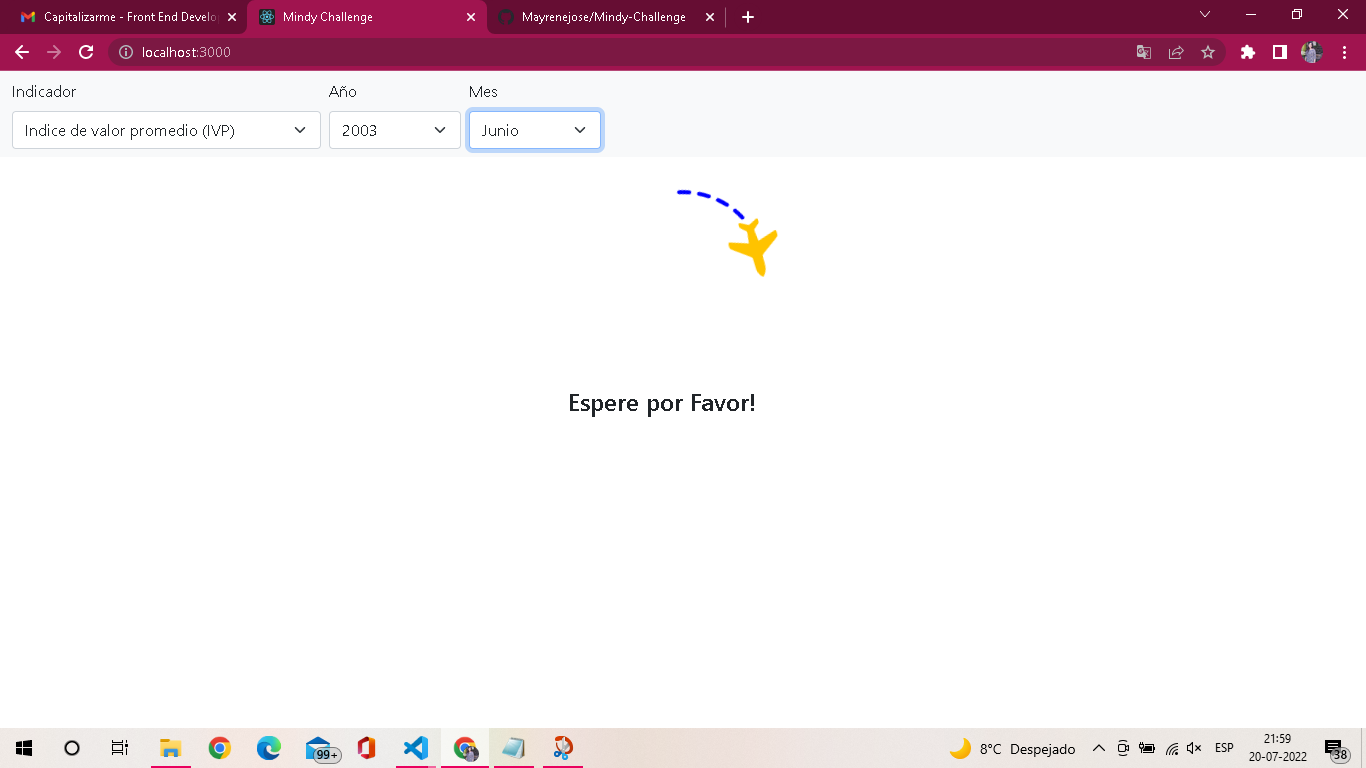 Capitalizarme - Front End Develo
Mindy Challenge
Mayrenejose/Mindy-Challenge
localhost:3000
Indicador
Año
Mes
Indice de valor promedio (IVP)
2003
Junio
Espere por Favor!
99+
8°C Despejado
ESP
21:59
20-07-2022
38